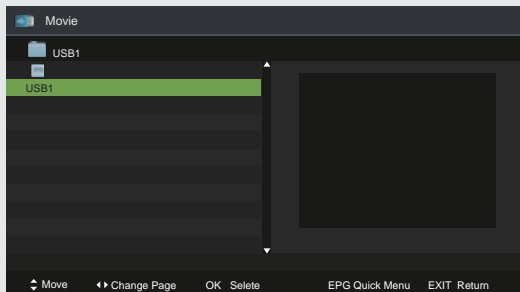 Movie
USB1
USB1
Move Change Page OK Selete EPG Quick Menu EXIT Return